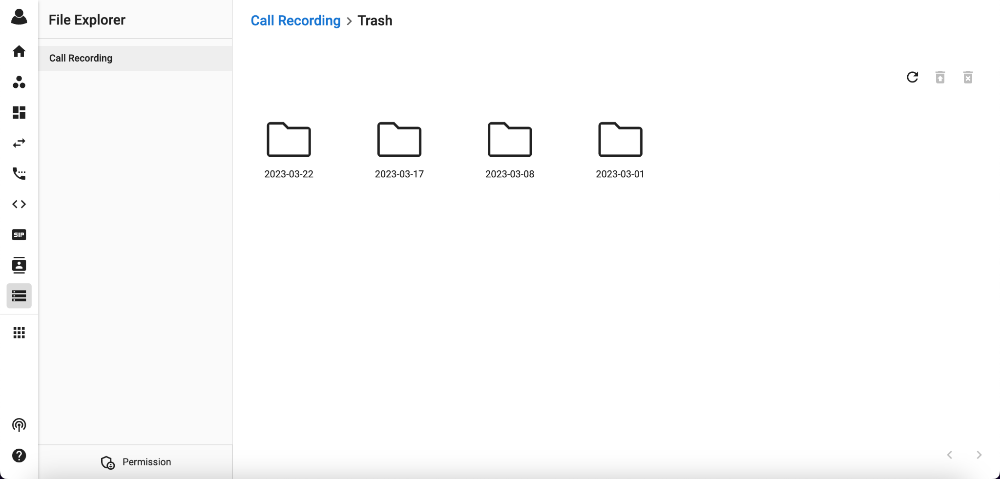 File Explorer
Call Recording
SIP
Permission
Call Recording > Trash
2023-03-22
2023-03-17
2023-03-08
2023-03-01